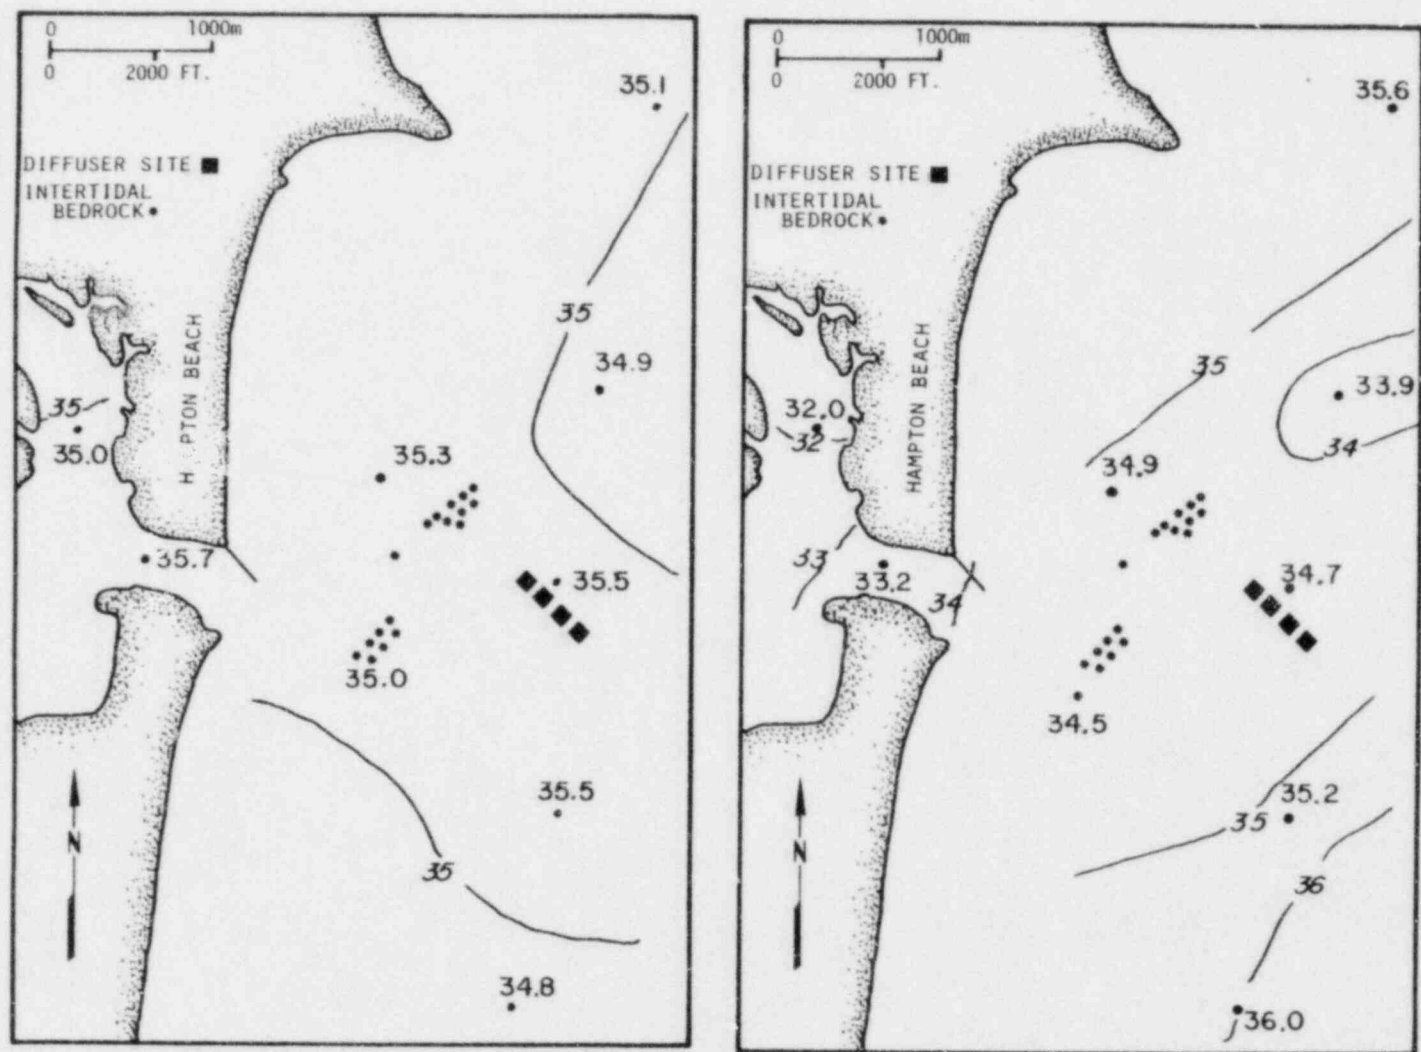 0 1000m
0 2000 FT.
DIFFUSER SITE
INTERTIDAL
BEDROCK
H PTON BEACH
35.1
35
34.9
35
35.0
35.3
35.7
35.5
35.0
35.5
N
35
34.8
0 1000m
0 2000 FT.
DIFFUSER SITE
INTERTIDAL
BEDROCK
HAMPTON BEACH
35.6
35
33.9
32.0
32
34
34.9
33
33.2
34
34.7
34.5
35.2
35
N
36
36.0